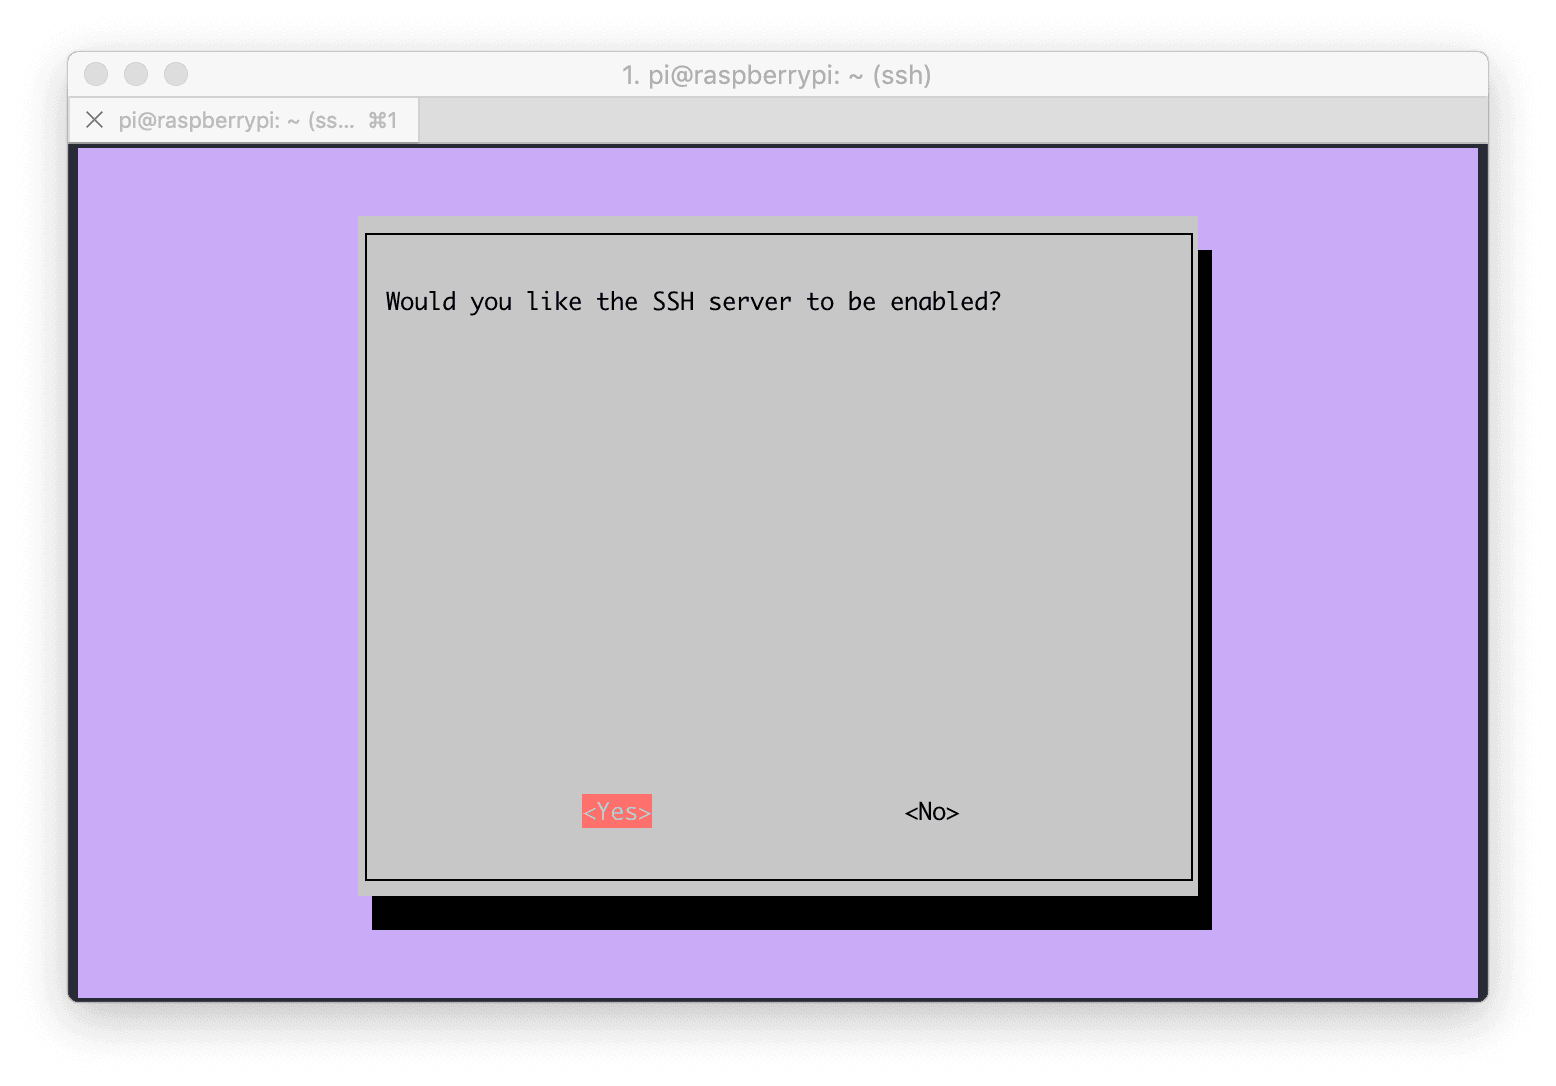 1. pi@raspberrypi: ~ (ssh)
pi@raspberrypi: ~ (ss... ⌘1
Would you like the SSH server to be enabled?
<Yes> <No>